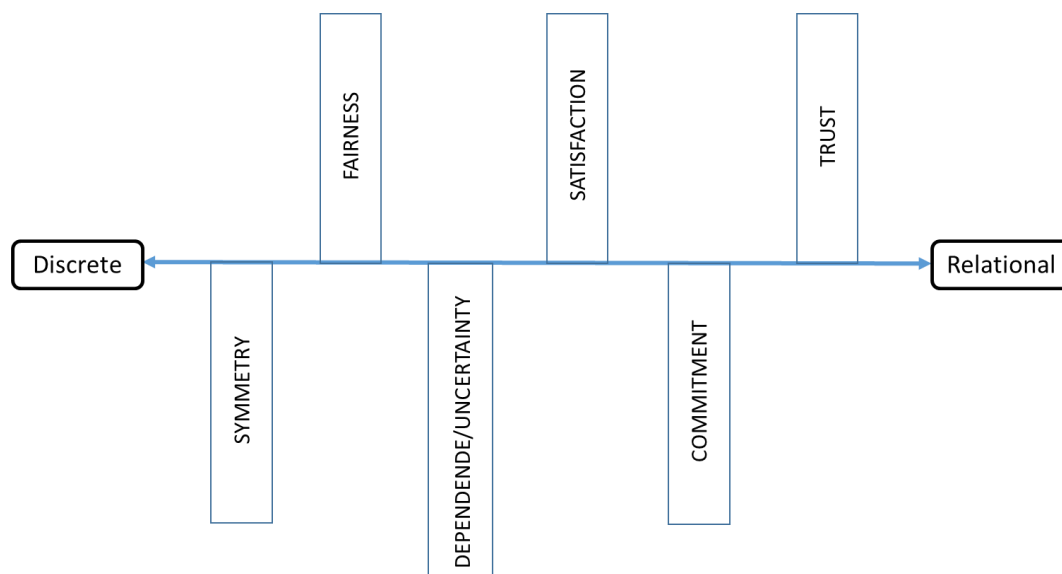 FAIRNESS
SATISFACTION
TRUST
Discrete
Relational
SYMMETRY
DEPENDENDE/UNCERTAINTY
COMMITMENT